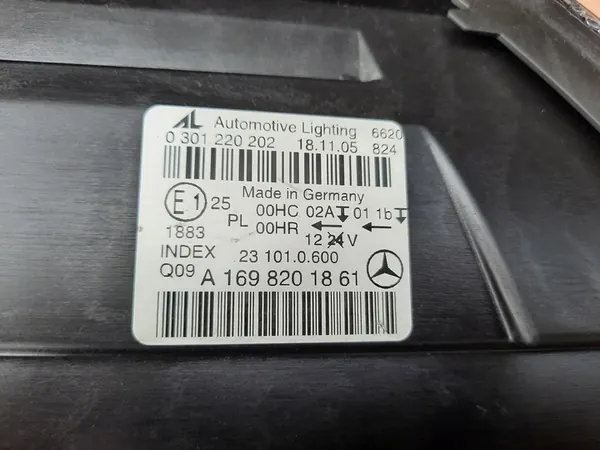 AL Automotive Lighting 6620
0 301 220 202 18.11.05 824
Made in Germany
E1 25 00HC 02A 01 1b
1883 PL 00HR ← ←
12 24 V
INDEX 23 101.0.600
Q09 A 169 820 18 61